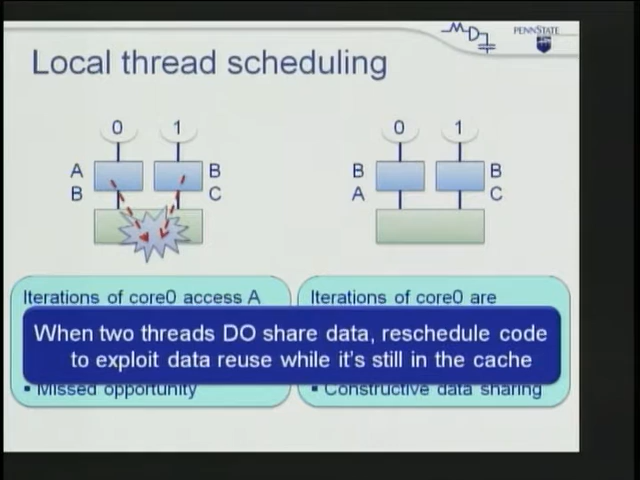 PENNSTATE
Local thread scheduling
0 1 0 1
A B B B
B C A C
Iterations of core0 access A
Iterations of core0 are
When two threads DO share data, reschedule code
to exploit data reuse while it's still in the cache
▪ Missed opportunity
▪ Constructive data sharing